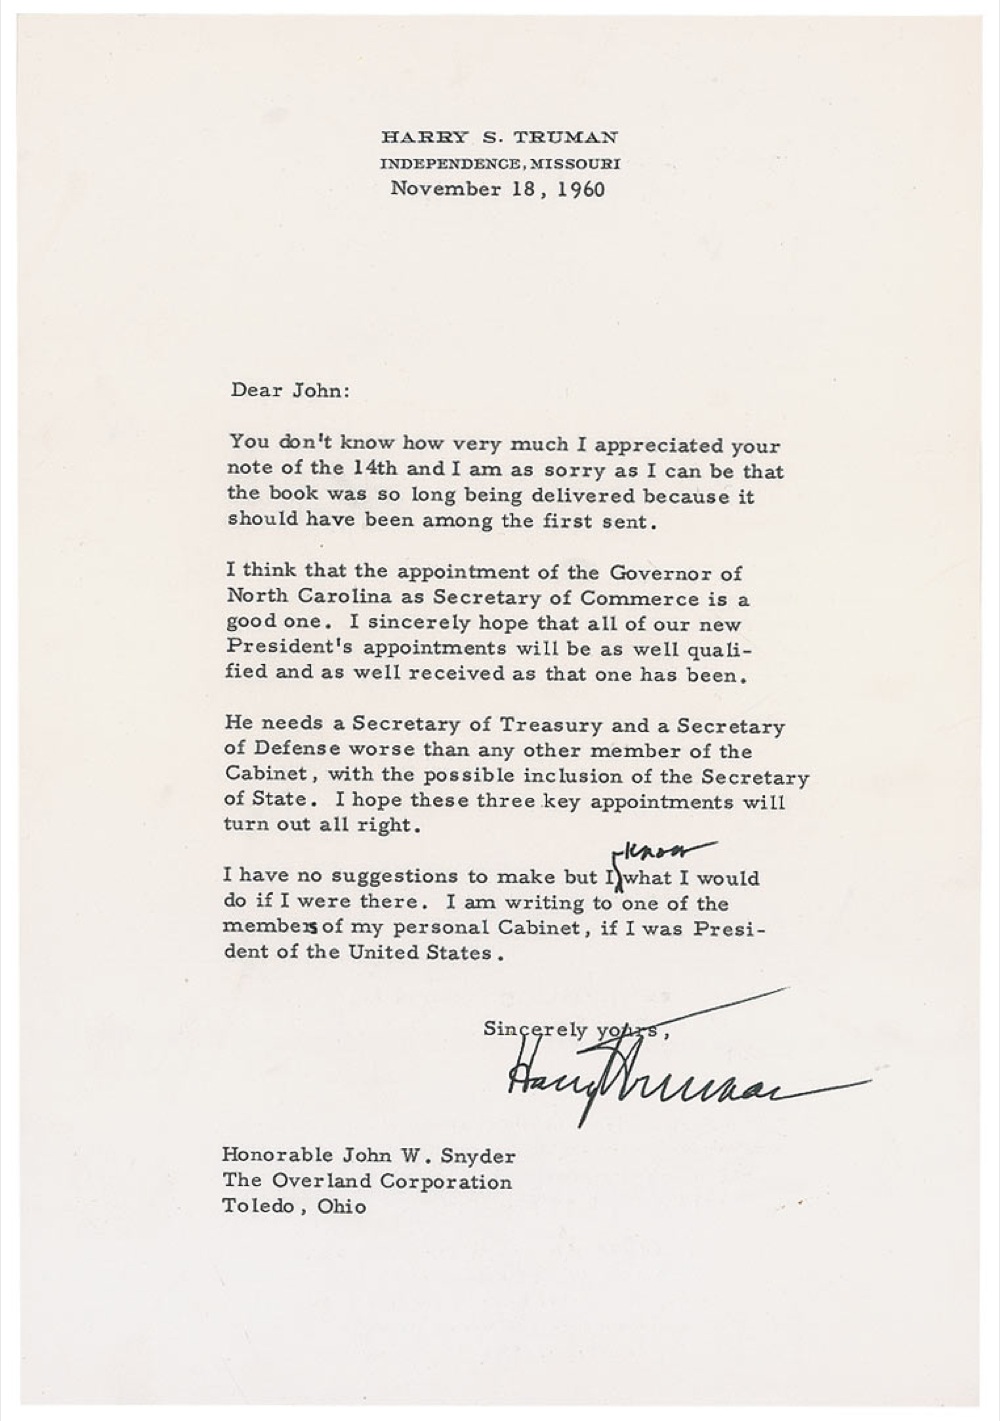 HARRY S. TRUMAN
INDEPENDENCE, MISSOURI
November 18, 1960
Dear John:
You don't know how very much I appreciated your
note of the 14th and I am as sorry as I can be that
the book was so long being delivered because it
should have been among the first sent.
I think that the appointment of the Governor of
North Carolina as Secretary of Commerce is a
good one. I sincerely hope that all of our new
President's appointments will be as well quali-
fied and as well received as that one has been.
He needs a Secretary of Treasury and a Secretary
of Defense worse than any other member of the
Cabinet, with the possible inclusion of the Secretary
of State. I hope these three key appointments will
turn out all right.
know
I have no suggestions to make but I what I would
do if I were there. I am writing to one of the
members of my personal Cabinet, if I was Presi-
dent of the United States.
Sincerely yours,
Harry Truman
Honorable John W. Snyder
The Overland Corporation
Toledo, Ohio